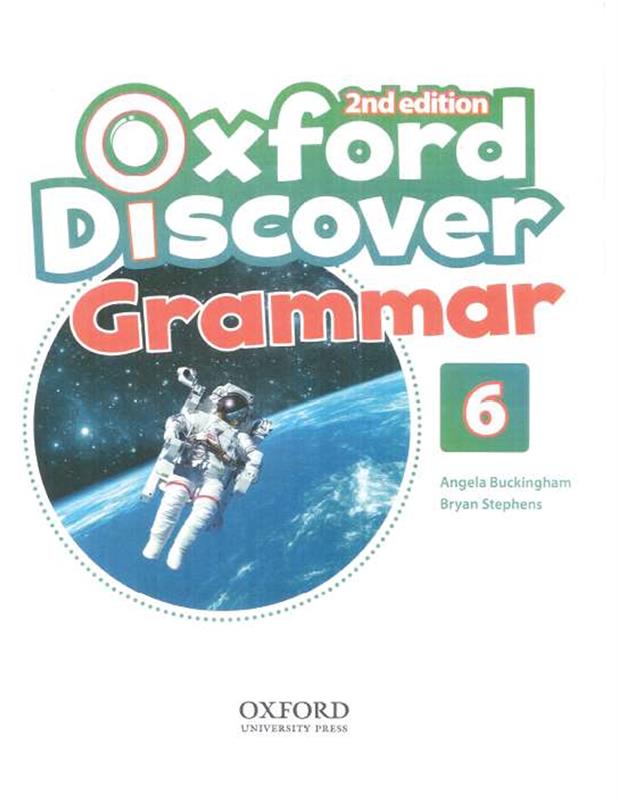 2nd edition
Oxford
Discover
Grammar
6
Angela Buckingham
Bryan Stephens
OXFORD
UNIVERSITY PRESS